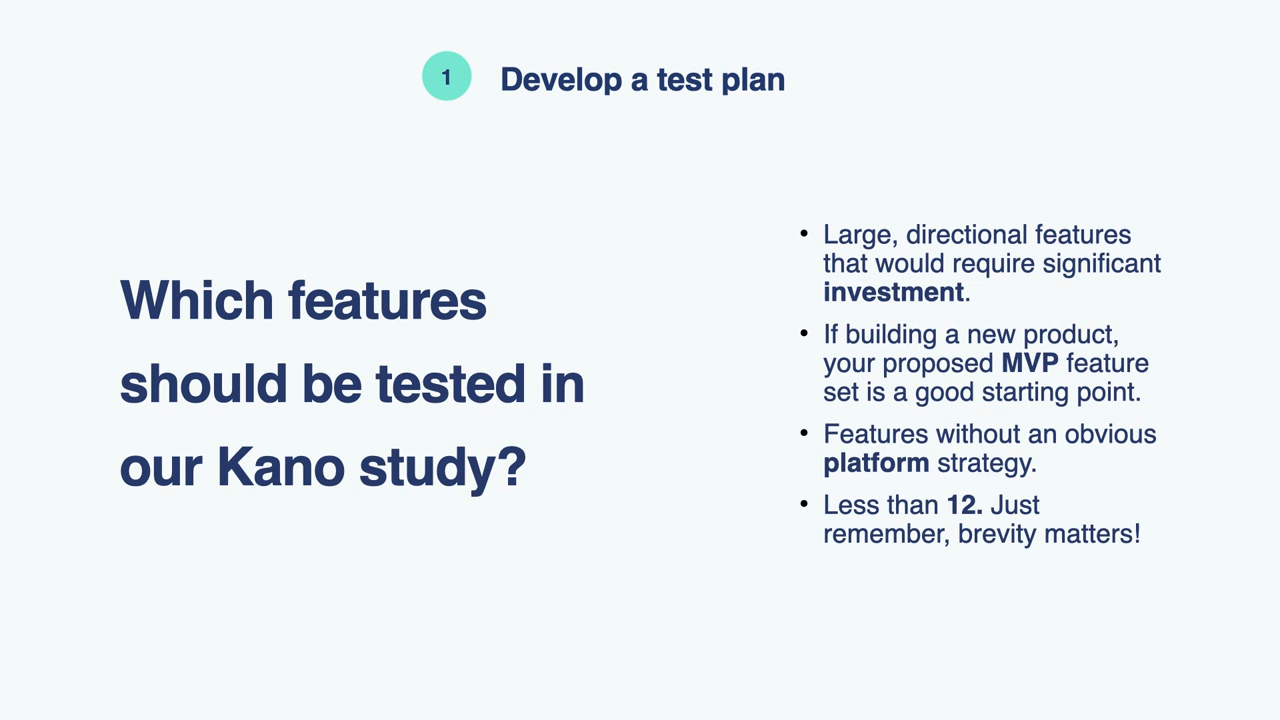 1
Develop a test plan
Which features
should be tested in
our Kano study?
• Large, directional features
that would require significant
investment.
• If building a new product,
your proposed MVP feature
set is a good starting point.
• Features without an obvious
platform strategy.
• Less than 12. Just
remember, brevity matters!